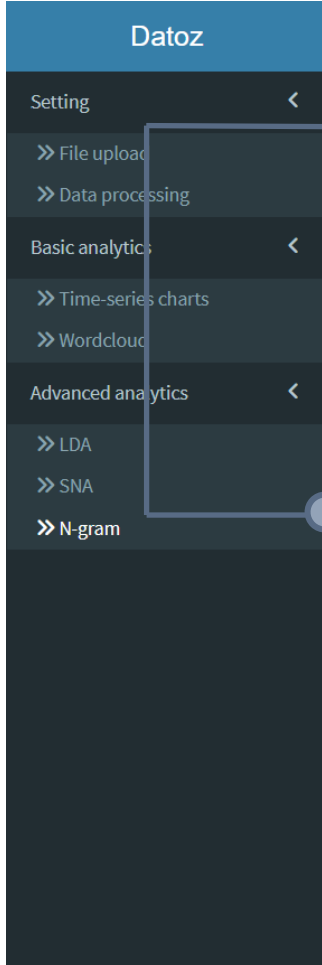 Datoz
Setting
File upload
Data processing
Basic analytics
Time-series charts
Wordcloud
Advanced analytics
LDA
SNA
N-gram